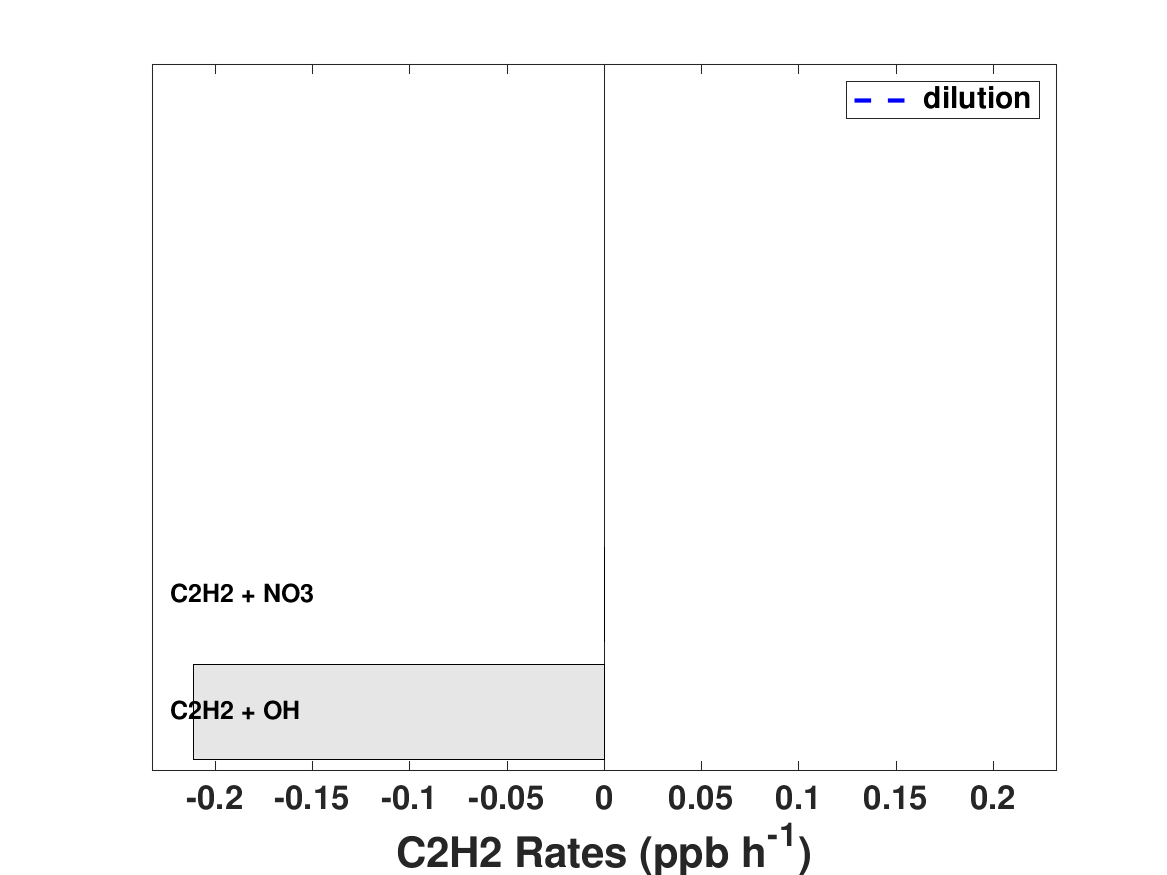 dilution
C2H2 + NO3
C2H2 + OH
-0.2 -0.15 -0.1 -0.05 0 0.05 0.1 0.15 0.2
C2H2 Rates (ppb h⁻¹)